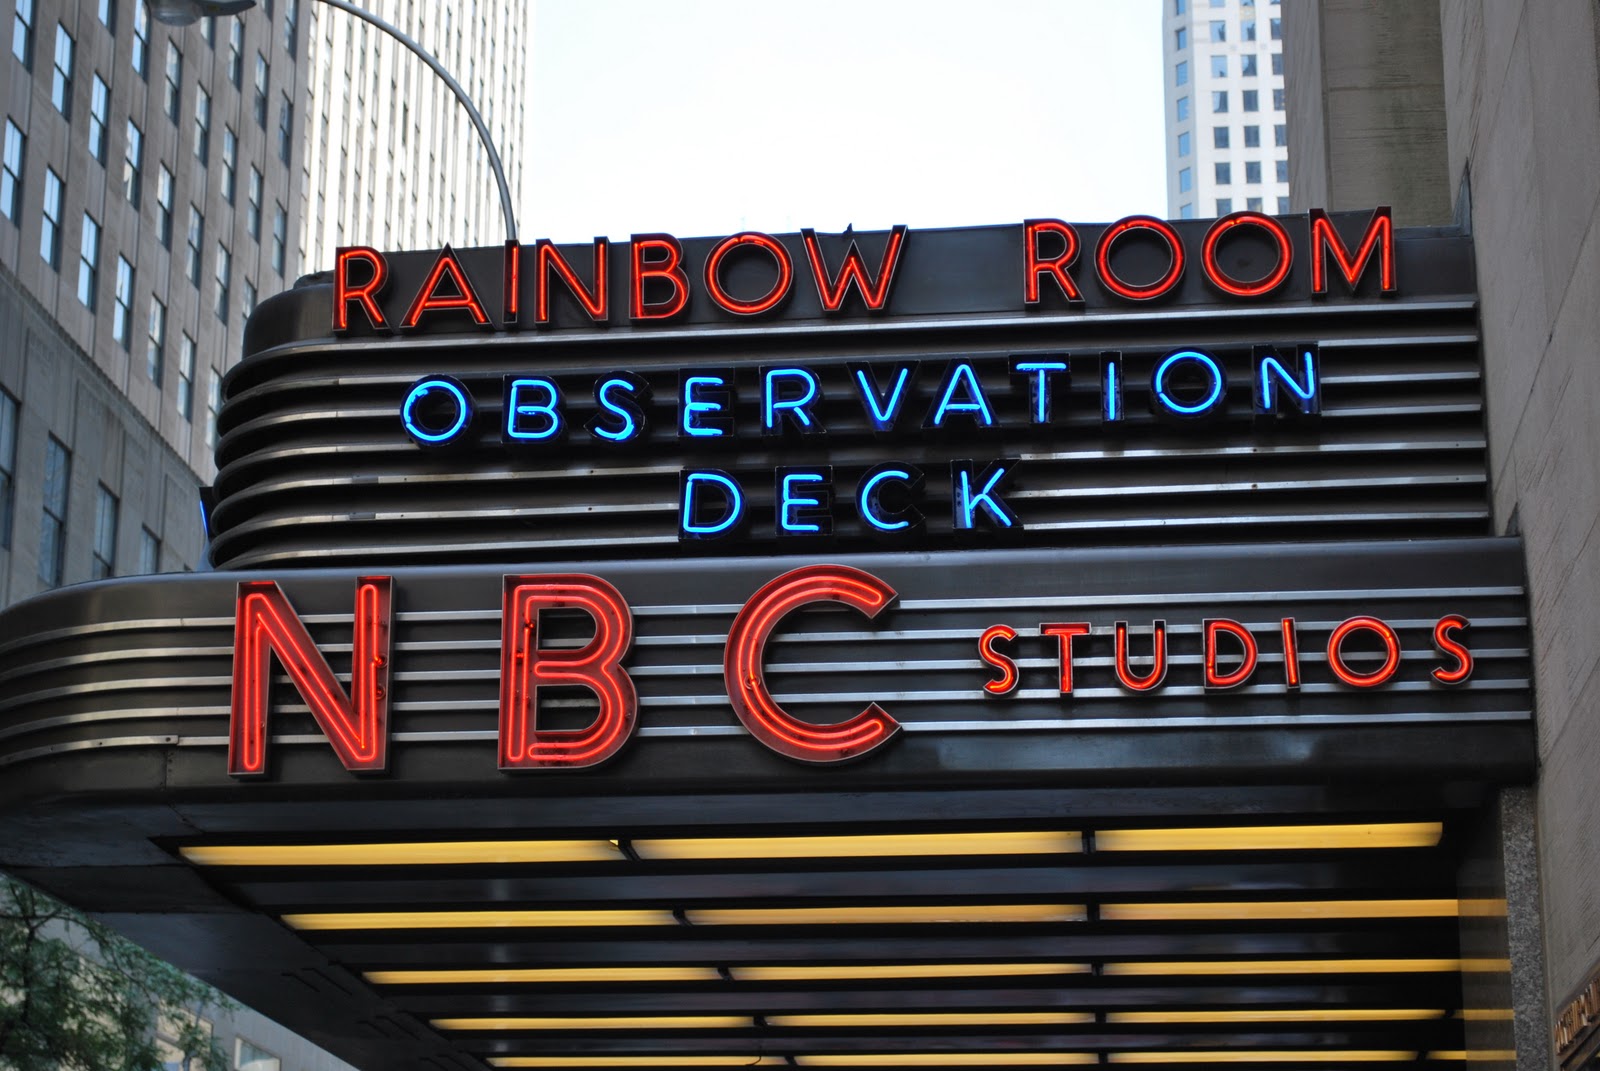 RAINBOW ROOM
OBSERVATION
DECK
NBC STUDIOS